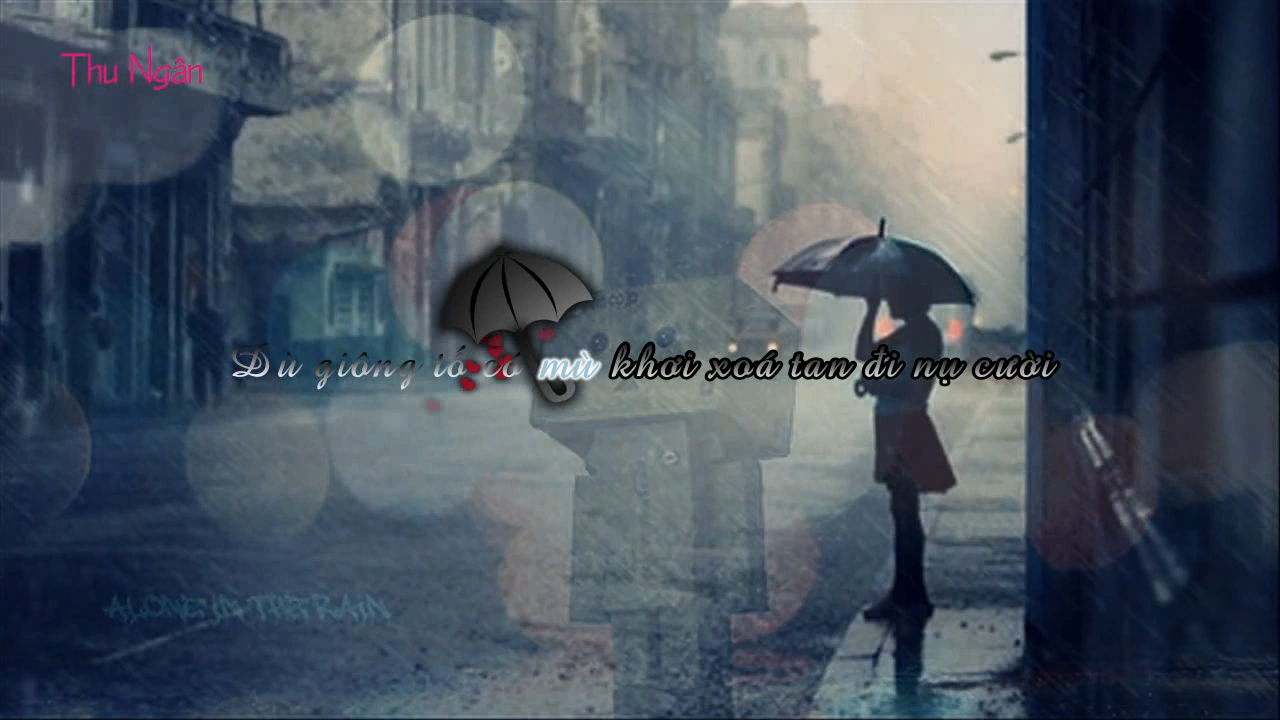 Thu Ngân
Dù giông tố có mù khơi xoá tan đi nụ cười
ALONE IN THE RAIN